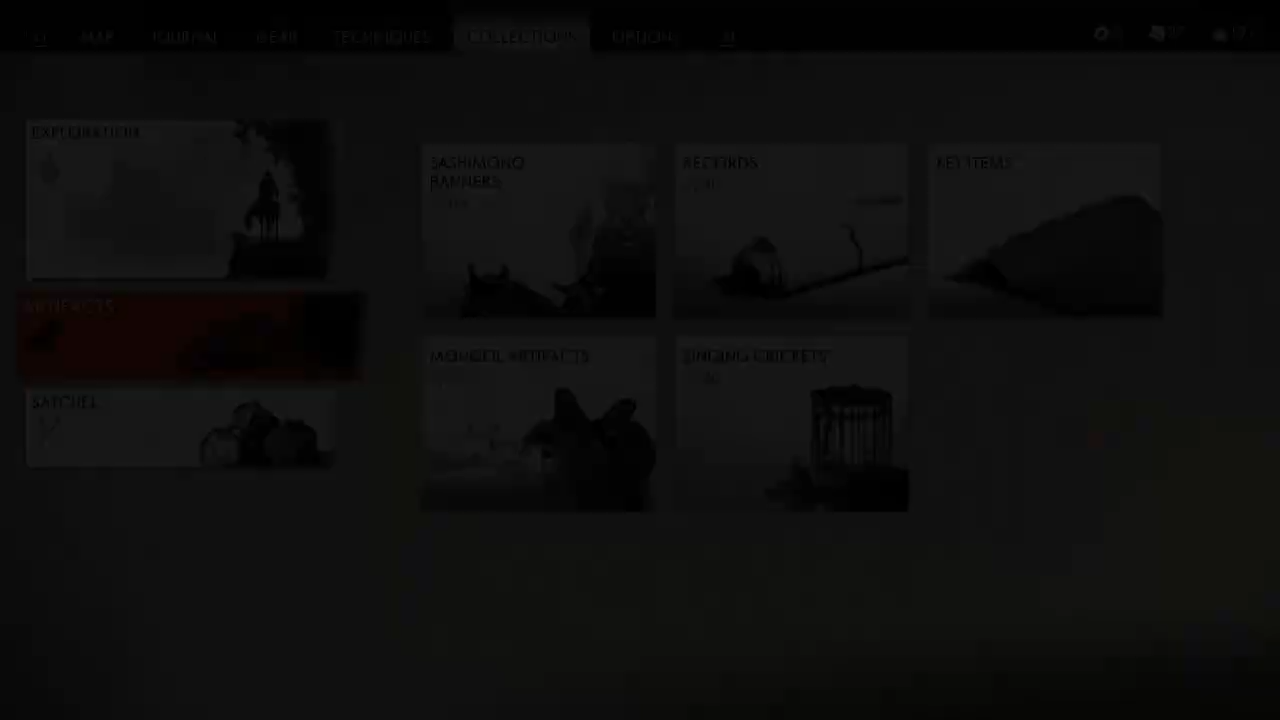 MAP JOURNAL GEAR TECHNIQUES COLLECTIONS OPTIONS
EXPLORATION
ARTIFACTS
SATCHEL
SASHIMONO
BANNERS
RECORDS
KEY ITEMS
MONGOL ARTIFACTS
SINGING CRICKETS